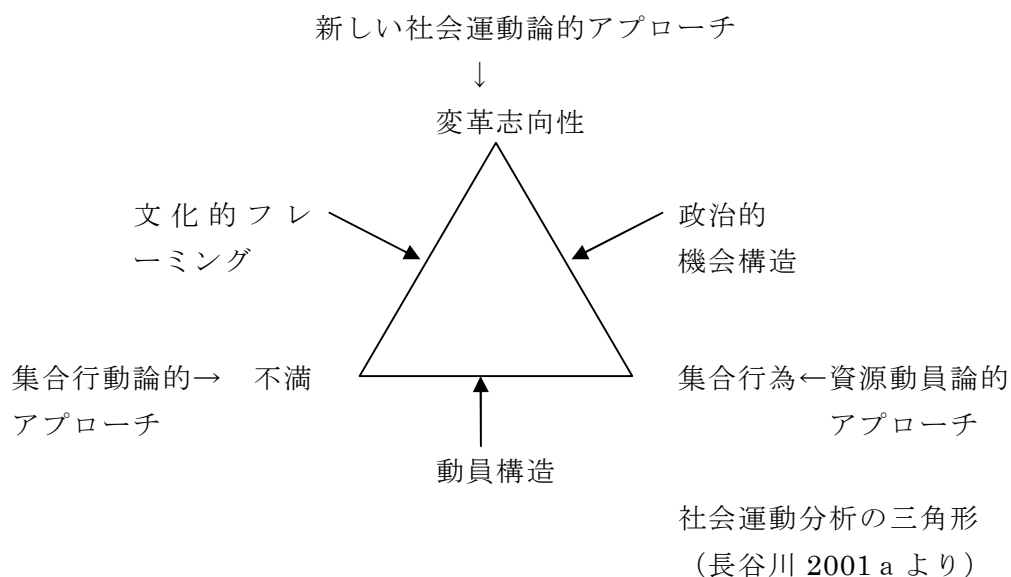 新しい社会運動論的アプローチ
↓
変革志向性
文化的フレ
ーミング
政治的
機会構造
集合行動論的→ 不満
アプローチ
集合行為←資源動員論的
アプローチ
動員構造
社会運動分析の三角形
(長谷川 2001a より)